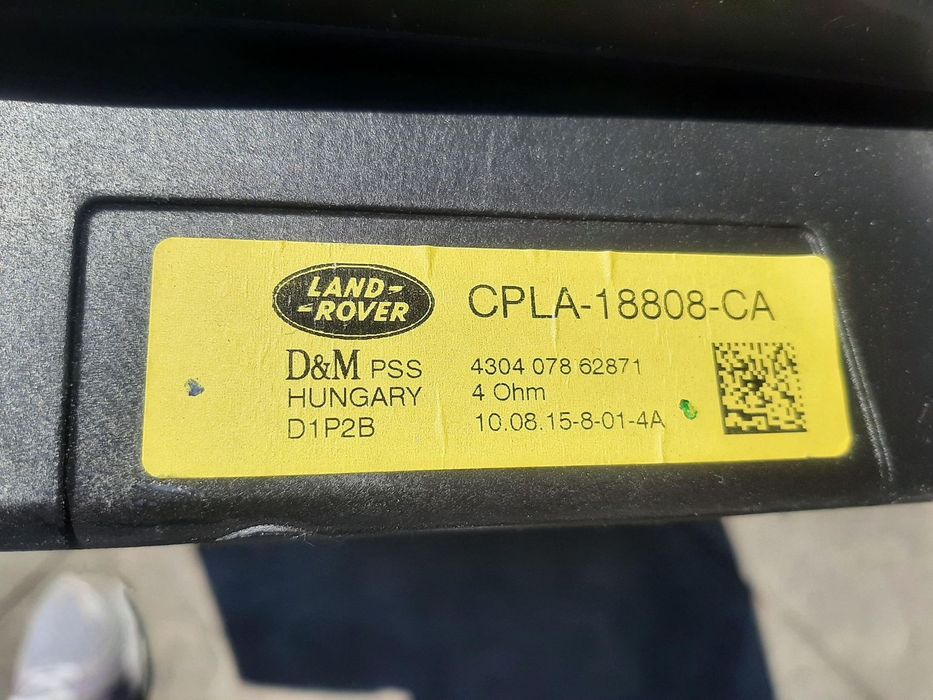 LAND-
-ROVER
CPLA-18808-CA
D&M PSS
HUNGARY
D1P2B
4304 078 62871
4 Ohm
10.08.15-8-01-4A